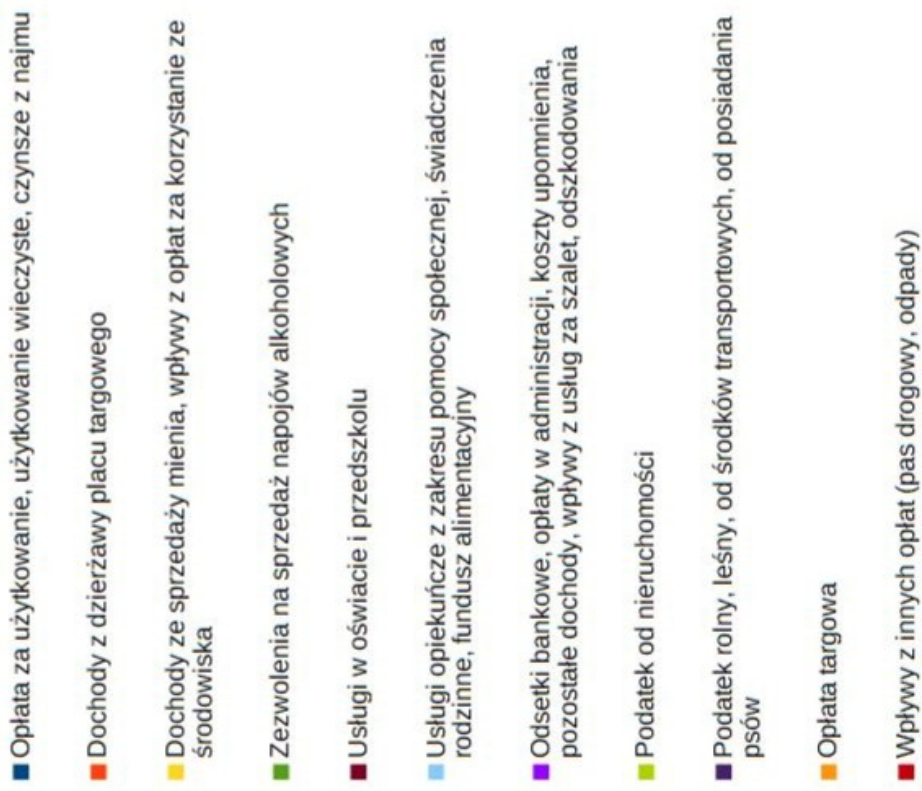 Opłata za użytkowanie, użytkowanie wieczyste, czynsze z najmu
Dochody z dzierżawy placu targowego
Dochody ze sprzedaży mienia, wpływy z opłat za korzystanie ze
środowiska
Zezwolenia na sprzedaż napojów alkoholowych
Usługi w oświacie i przedszkolu
Usługi opiekuńcze z zakresu pomocy społecznej, świadczenia
rodzinne, fundusz alimentacyjny
Odsetki bankowe, opłaty w administracji, koszty upomnienia,
pozostałe dochody, wpływy z usług za szalet, odszkodowania
Podatek od nieruchomości
Podatek rolny, leśny, od środków transportowych, od posiadania
psów
Opłata targowa
Wpływy z innych opłat (pas drogowy, odpady)